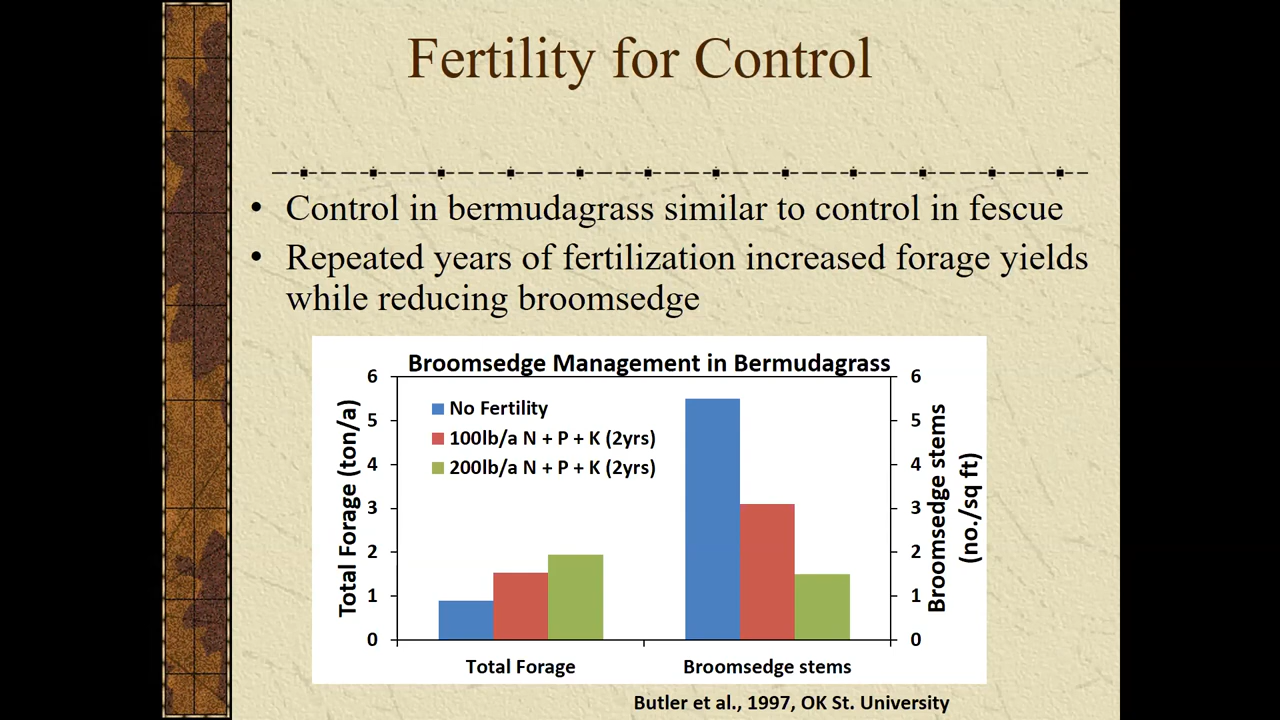 Fertility for Control
• Control in bermudagrass similar to control in fescue
• Repeated years of fertilization increased forage yields
while reducing broomsedge
Broomsedge Management in Bermudagrass
Total Forage (ton/a)
6
5
4
3
2
1
0
No Fertility
100lb/a N + P + K (2yrs)
200lb/a N + P + K (2yrs)
6
5
4
3
2
1
0
Broomsedge stems
(no./sq ft)
Total Forage
Broomsedge stems
Butler et al., 1997, OK St. University